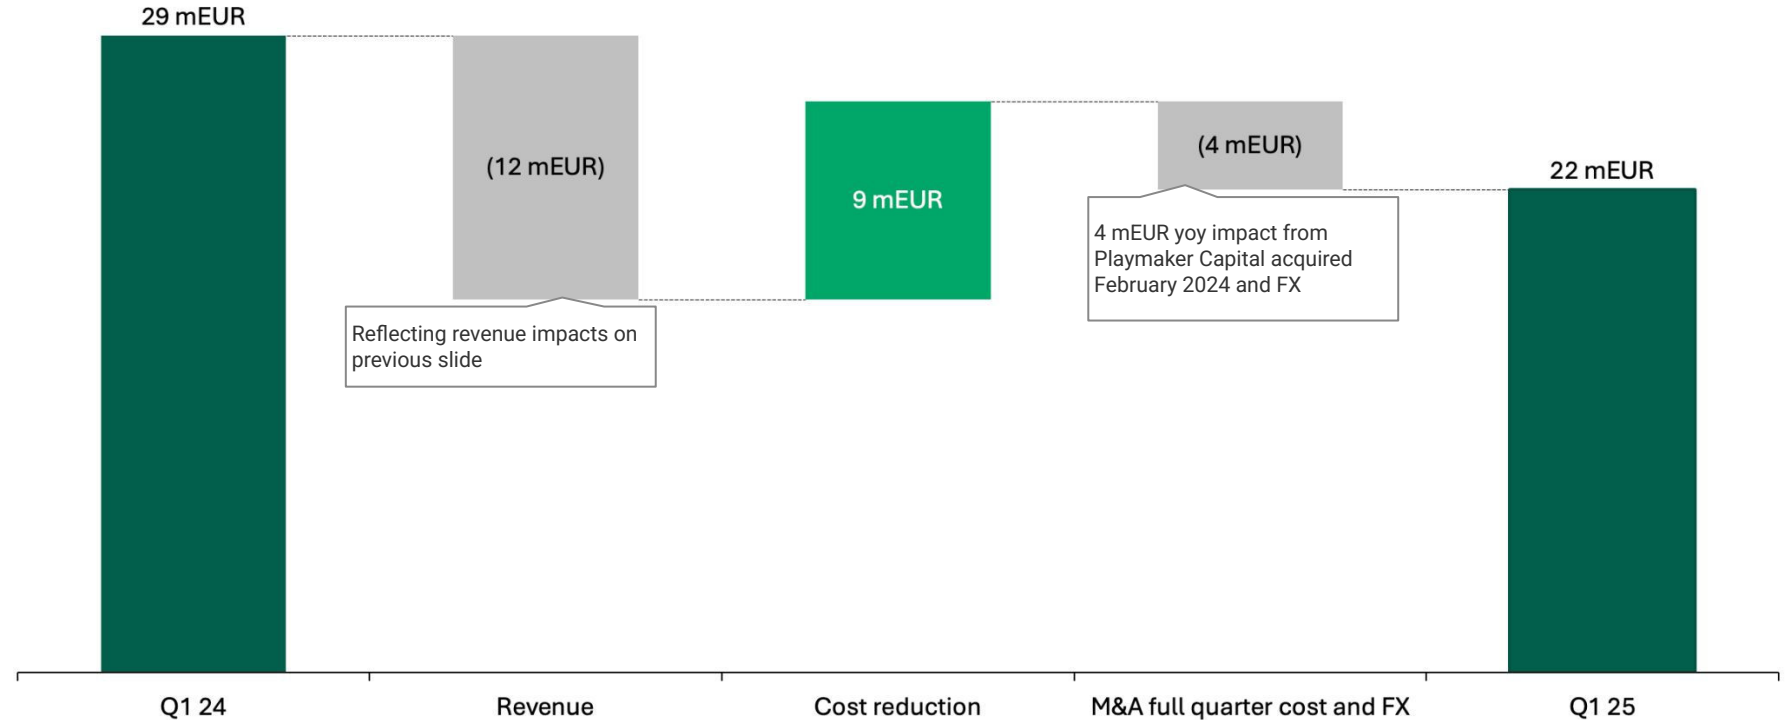 29 mEUR
(12 mEUR)
Reflecting revenue impacts on
previous slide
9 mEUR
(4 mEUR)
4 mEUR yoy impact from
Playmaker Capital acquired
February 2024 and FX
22 mEUR
Q1 24
Revenue
Cost reduction
M&A full quarter cost and FX
Q1 25